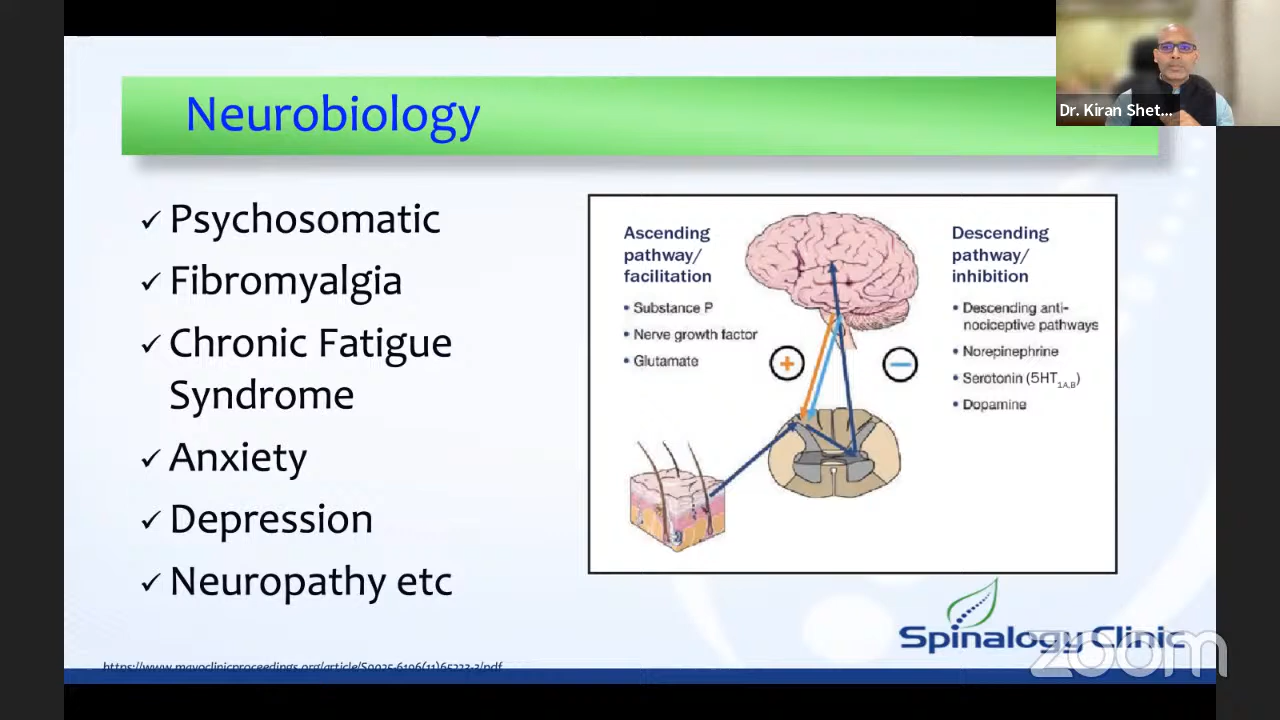 Neurobiology
Dr. Kiran Shet...
✓ Psychosomatic
✓ Fibromyalgia
✓ Chronic Fatigue
Syndrome
✓ Anxiety
✓ Depression
✓ Neuropathy etc
Ascending
pathway/
facilitation
• Substance P
• Nerve growth factor
• Glutamate
+
Descending
pathway/
inhibition
• Descending anti-
nociceptive pathways
• Norepinephrine
• Serotonin (5HT1A,B)
• Dopamine
−
Spinalogy Clinic
zoom